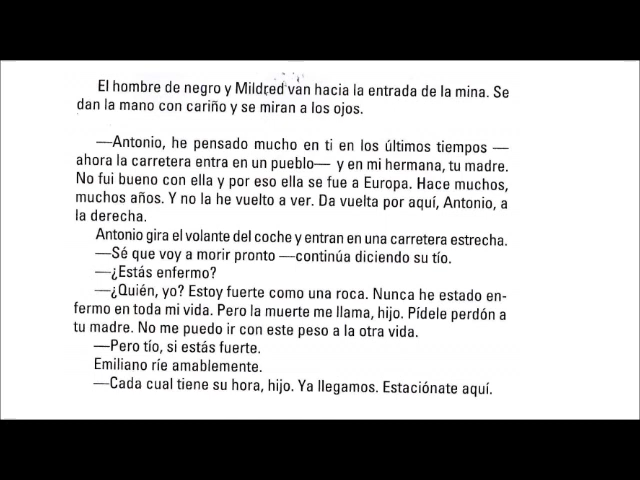 El hombre de negro y Mildred van hacia la entrada de la mina. Se
dan la mano con cariño y se miran a los ojos.
—Antonio, he pensado mucho en ti en los últimos tiempos —
ahora la carretera entra en un pueblo— y en mi hermana, tu madre.
No fui bueno con ella y por eso ella se fue a Europa. Hace muchos,
muchos años. Y no la he vuelto a ver. Da vuelta por aquí, Antonio, a
la derecha.
Antonio gira el volante del coche y entran en una carretera estrecha.
—Sé que voy a morir pronto —continúa diciendo su tío.
—¿Estás enfermo?
—¿Quién, yo? Estoy fuerte como una roca. Nunca he estado en-
fermo en toda mi vida. Pero la muerte me llama, hijo. Pídele perdón a
tu madre. No me puedo ir con este peso a la otra vida.
—Pero tío, si estás fuerte.
Emiliano ríe amablemente.
—Cada cual tiene su hora, hijo. Ya llegamos. Estaciónate aquí.